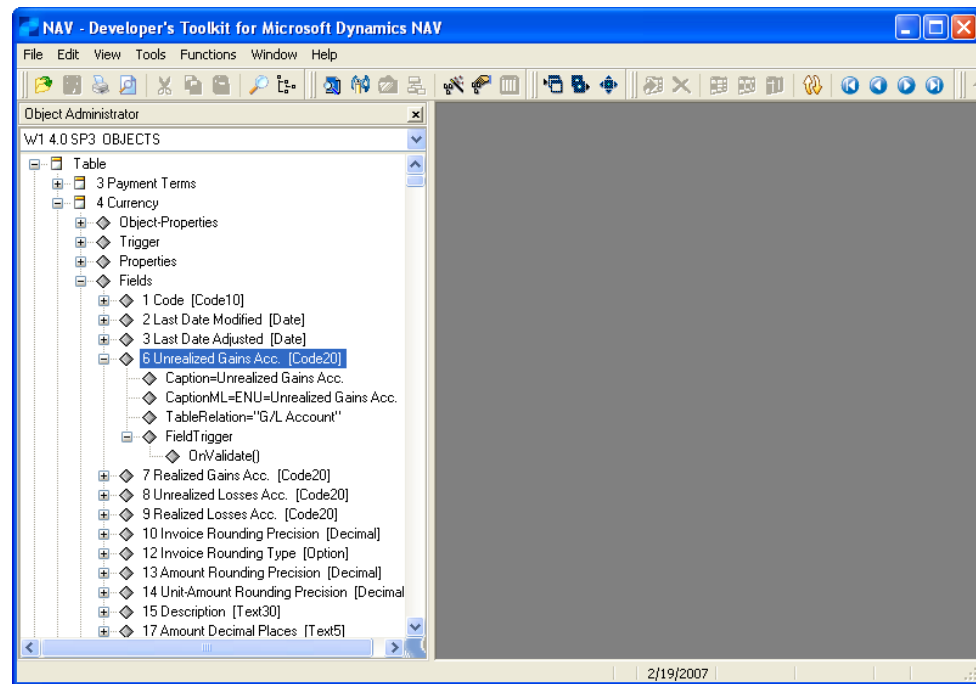 NAV - Developer's Toolkit for Microsoft Dynamics NAV
File Edit View Tools Functions Window Help
Object Administrator
W1 4.0 SP3 OBJECTS
Table
3 Payment Terms
4 Currency
Object-Properties
Trigger
Properties
Fields
1 Code [Code10]
2 Last Date Modified [Date]
3 Last Date Adjusted [Date]
6 Unrealized Gains Acc. [Code20]
Caption=Unrealized Gains Acc.
CaptionML=ENU=Unrealized Gains Acc.
TableRelation="G/L Account"
FieldTrigger
OnValidate()
7 Realized Gains Acc. [Code20]
8 Unrealized Losses Acc. [Code20]
9 Realized Losses Acc. [Code20]
10 Invoice Rounding Precision [Decimal]
12 Invoice Rounding Type [Option]
13 Amount Rounding Precision [Decimal]
14 Unit-Amount Rounding Precision [Decimal
15 Description [Text30]
17 Amount Decimal Places [Text5]
2/19/2007